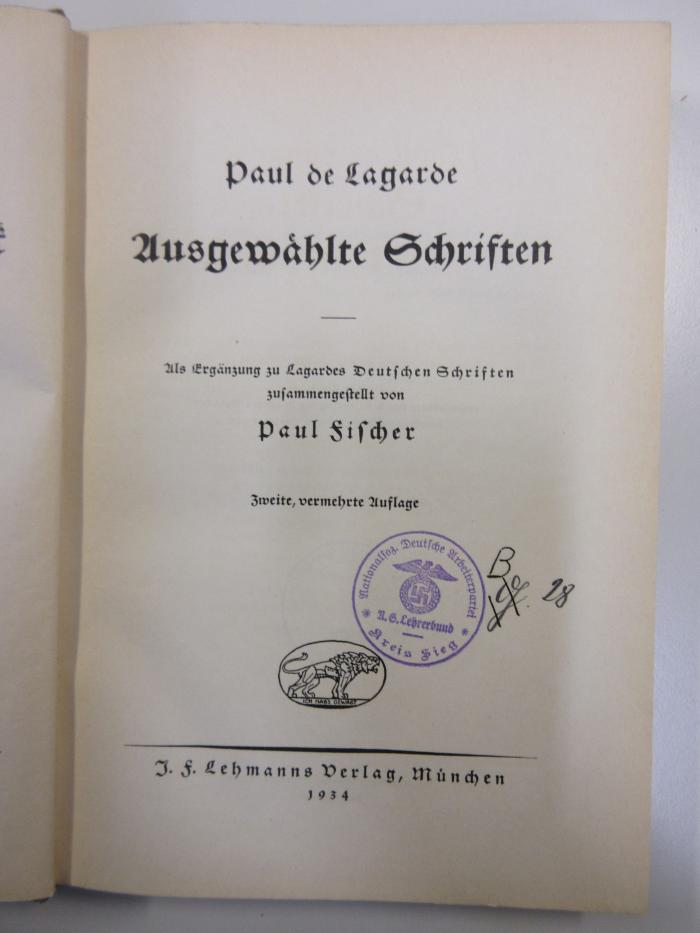 Paul de Lagarde
Ausgewählte Schriften
Als Ergänzung zu Lagardes Deutschen Schriften
zusammengestellt von
Paul Fischer
Zweite, vermehrte Auflage
Nationalsoz. Deutsche Arbeiterpartei
N.S. Lehrerbund
Kreis Sieg
B
28
ICH HABS GEWAGT
J. F. Lehmanns Verlag, München
1934